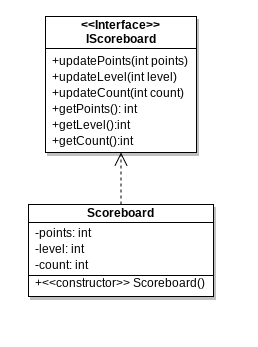 <<Interface>>
IScoreboard
+updatePoints(int points)
+updateLevel(int level)
+updateCount(int count)
+getPoints(): int
+getLevel():int
+getCount():int
Scoreboard
-points: int
-level: int
-count: int
+<<constructor>> Scoreboard()